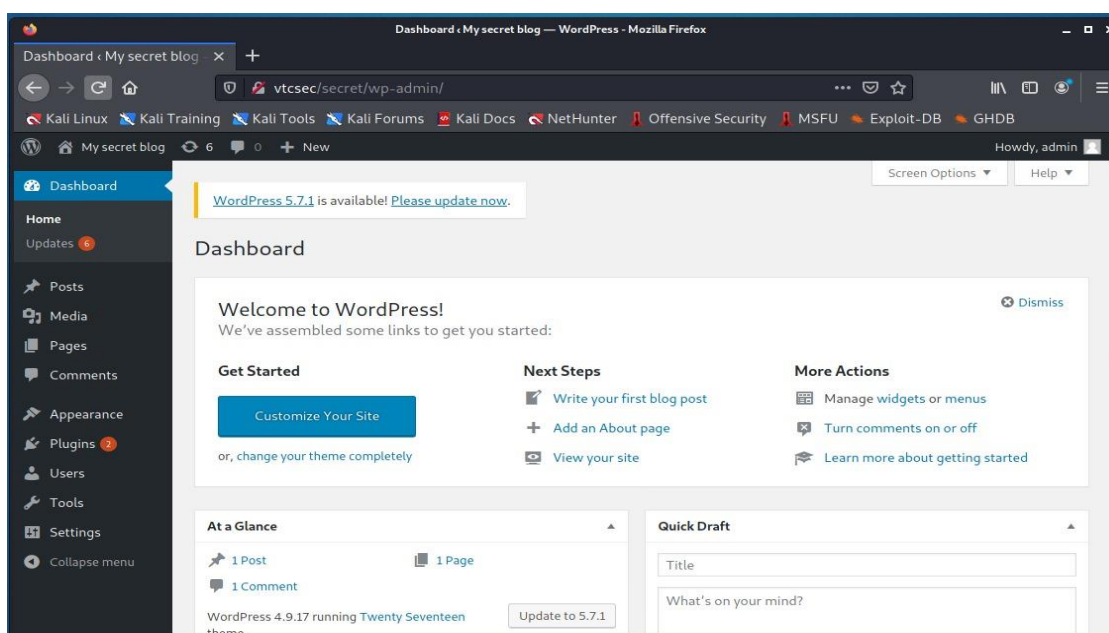 Dashboard ‹ My secret blog — WordPress - Mozilla Firefox
Dashboard ‹ My secret blog -
vtcsec/secret/wp-admin/
Kali Linux Kali Training Kali Tools Kali Forums Kali Docs NetHunter Offensive Security MSFU Exploit-DB GHDB
My secret blog 6 0 + New Howdy, admin
Screen Options ▼ Help ▼
Dashboard
WordPress 5.7.1 is available! Please update now.
Home
Updates 6
Dashboard
Posts
Media
Pages
Comments
Appearance
Plugins 2
Users
Tools
Settings
Collapse menu
Welcome to WordPress!
We've assembled some links to get you started:
Dismiss
Get Started
Customize Your Site
or, change your theme completely
Next Steps
Write your first blog post
Add an About page
View your site
More Actions
Manage widgets or menus
Turn comments on or off
Learn more about getting started
At a Glance
1 Post 1 Page
1 Comment
WordPress 4.9.17 running Twenty Seventeen
theme.
Update to 5.7.1
Quick Draft
Title
What's on your mind?